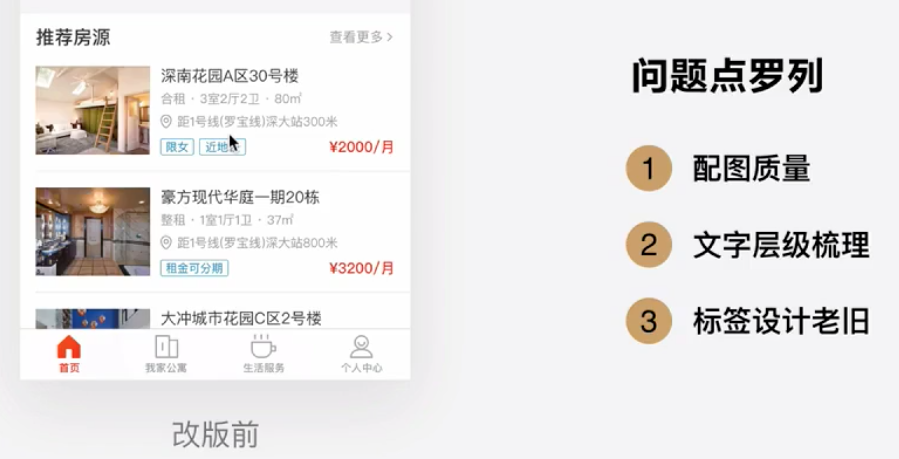 推荐房源
查看更多 >
深南花园A区30号楼
合租 · 3室2厅2卫 · 80㎡
距1号线(罗宝线)深大站300米
限女
¥2000/月
豪方现代华庭一期20栋
整租 · 1室1厅1卫 · 37㎡
距1号线(罗宝线)深大站800米
租金可分期
¥3200/月
大冲城市花园C区2号楼
首页
我家公寓
生活服务
个人中心
改版前
问题点罗列
1 配图质量
2 文字层级梳理
3 标签设计老旧